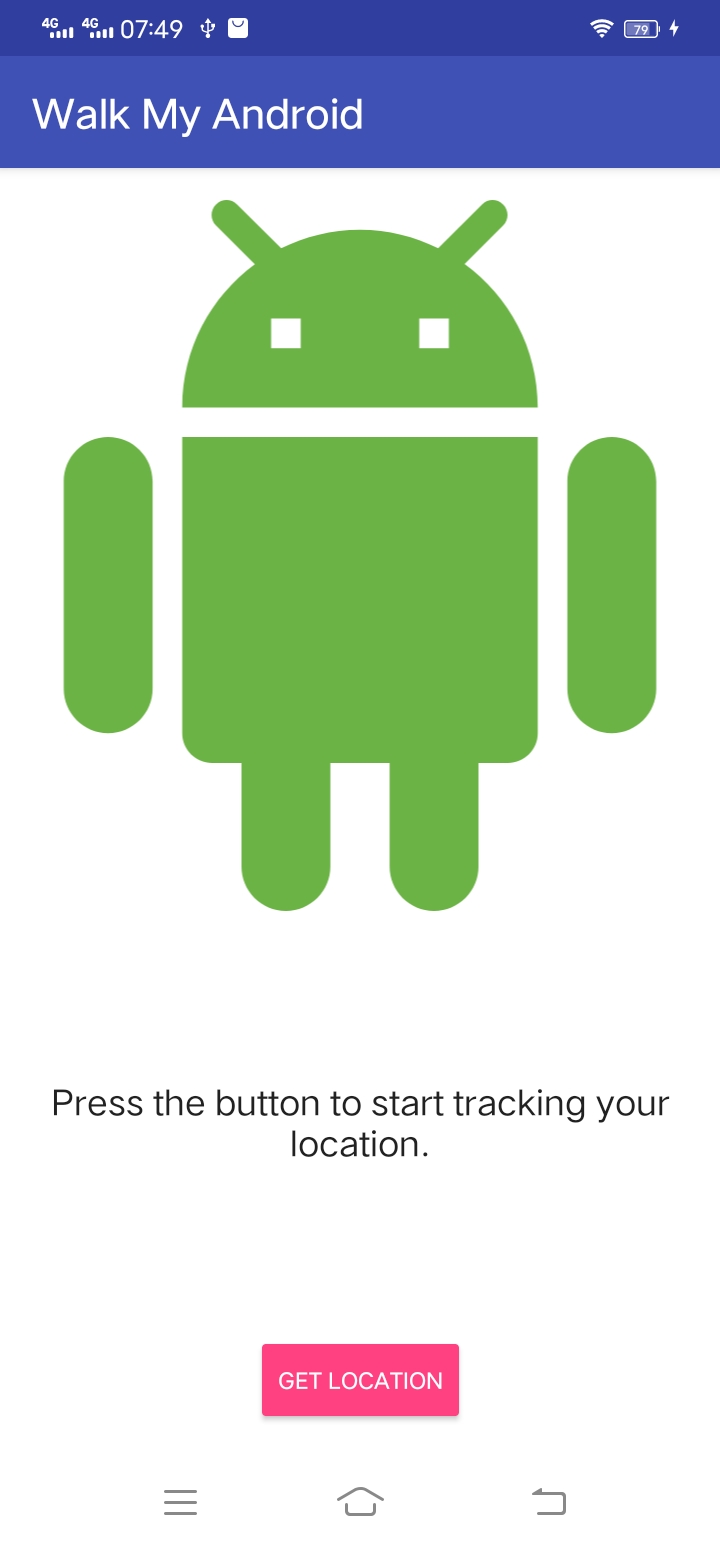 4G 4G 07:49 79
Walk My Android
Press the button to start tracking your
location.
GET LOCATION